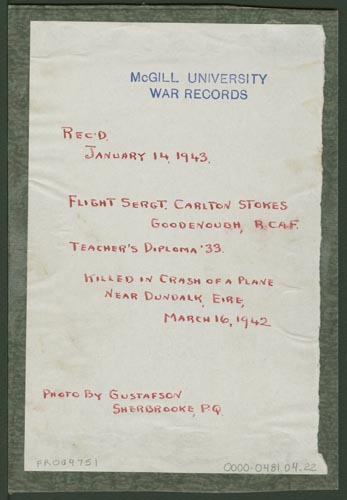 McGILL UNIVERSITY
WAR RECORDS
REC'D.
JANUARY 14, 1943.
FLIGHT SERGT. CARLTON STOKES
GOODENOUGH, R.C.A.F.
TEACHER'S DIPLOMA '33.
KILLED IN CRASH OF A PLANE
NEAR DUNDALK, EIRE,
MARCH 16, 1942
PHOTO BY GUSTAFSON
SHERBROOKE, P.Q.
PR009751
0000-0481.04.22